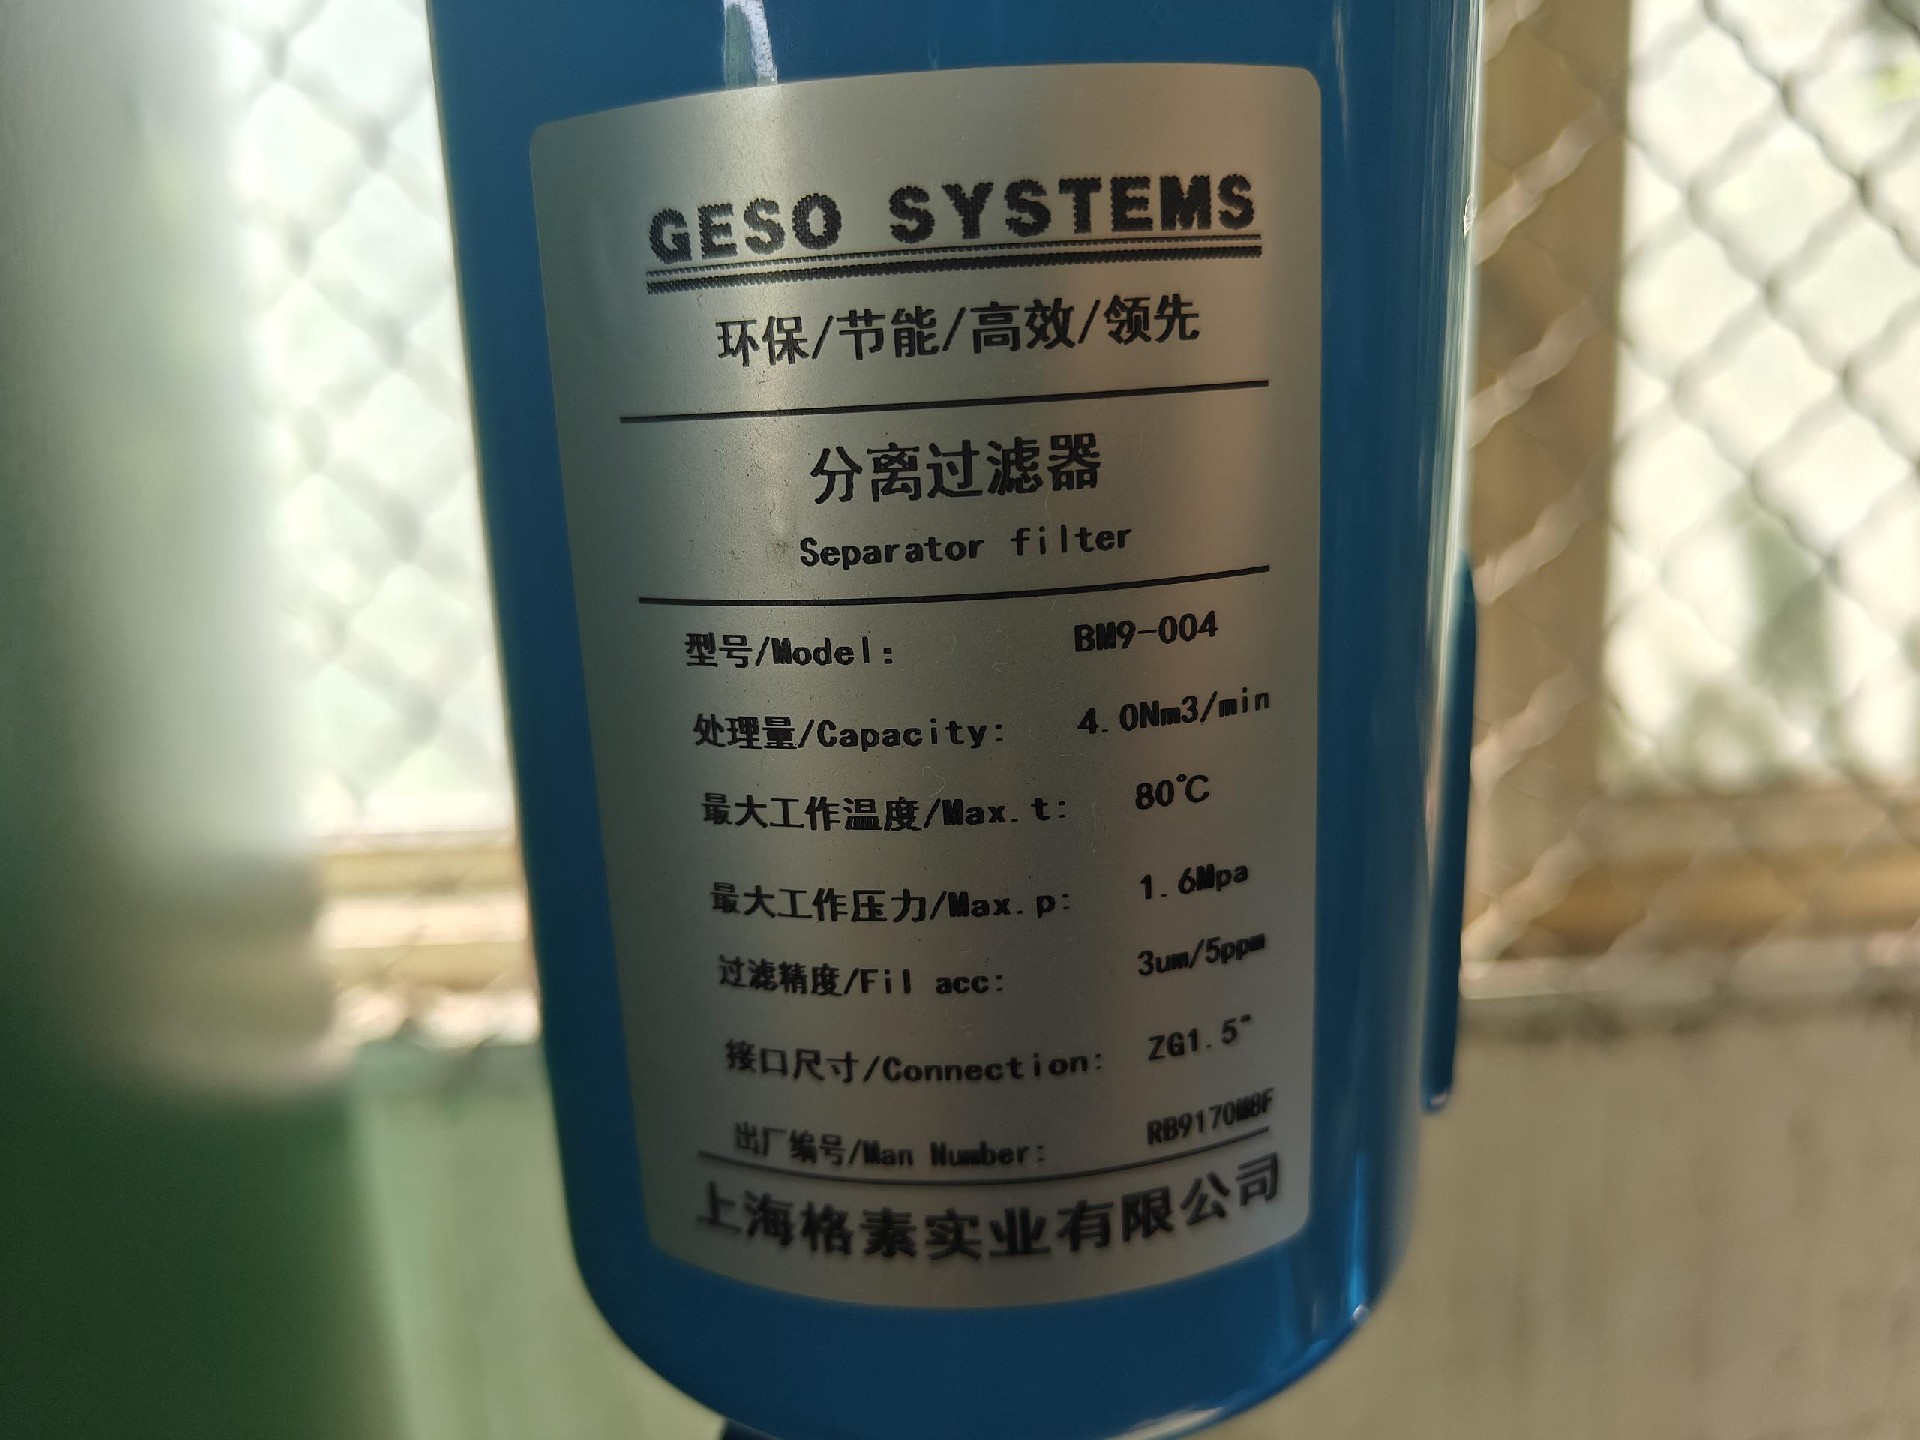 GESO SYSTEMS
环保/节能/高效/领先
分离过滤器
Separator filter
型号/Model: BM9-004
处理量/Capacity: 4.0Nm3/min
最大工作温度/Max.t: 80℃
最大工作压力/Max.p: 1.6Mpa
过滤精度/Fil acc: 3um/5ppm
接口尺寸/Connection: ZG1.5"
出厂编号/Man Number: RB9170M8F
上海格素实业有限公司